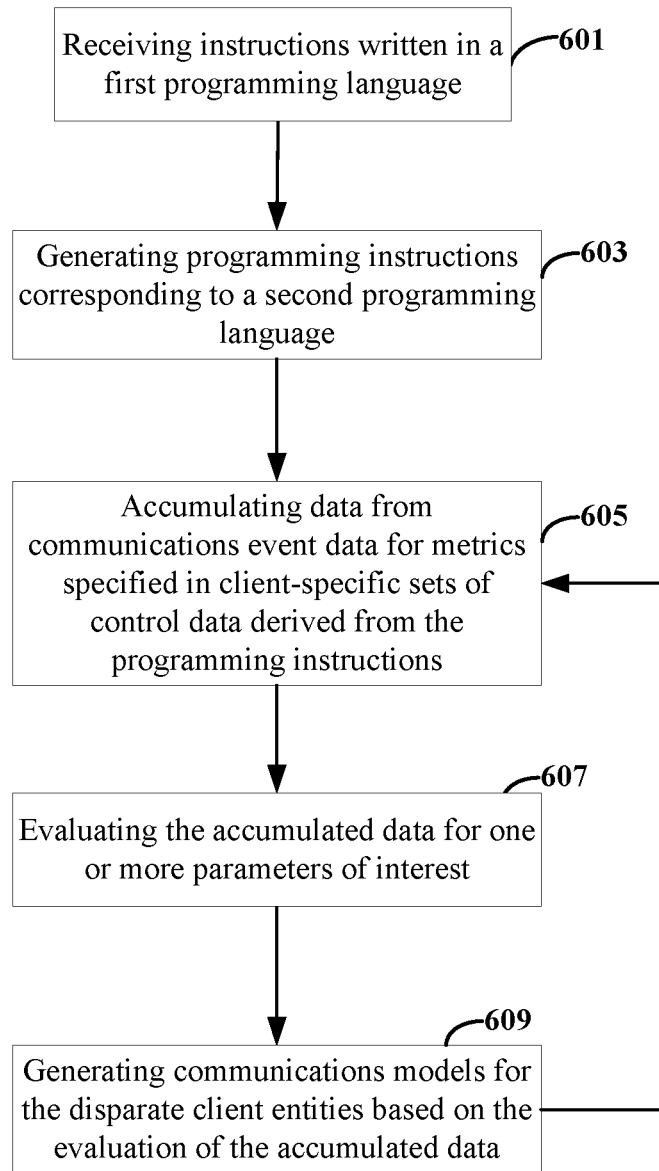 Receiving instructions written in a
first programming language
601
Generating programming instructions
corresponding to a second programming
language
603
Accumulating data from
communications event data for metrics
specified in client-specific sets of
control data derived from the
programming instructions
605
Evaluating the accumulated data for one
or more parameters of interest
607
Generating communications models for
the disparate client entities based on the
evaluation of the accumulated data
609